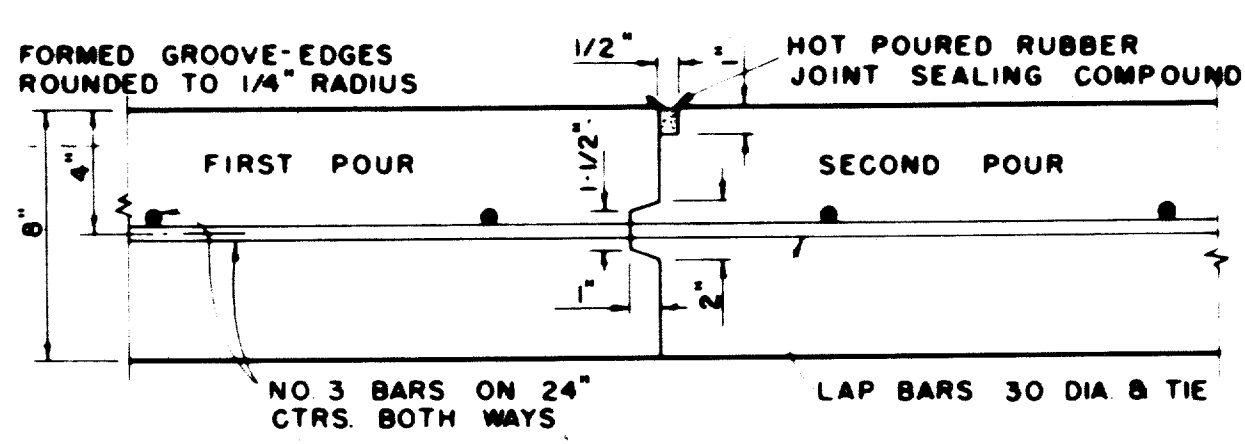 FORMED GROOVE-EDGES
ROUNDED TO 1/4" RADIUS
1/2"
1"
HOT POURED RUBBER
JOINT SEALING COMPOUND
4"
8"
FIRST POUR
1-1/2"
SECOND POUR
1"
2"
NO. 3 BARS ON 24"
CTRS. BOTH WAYS
LAP BARS 30 DIA. & TIE